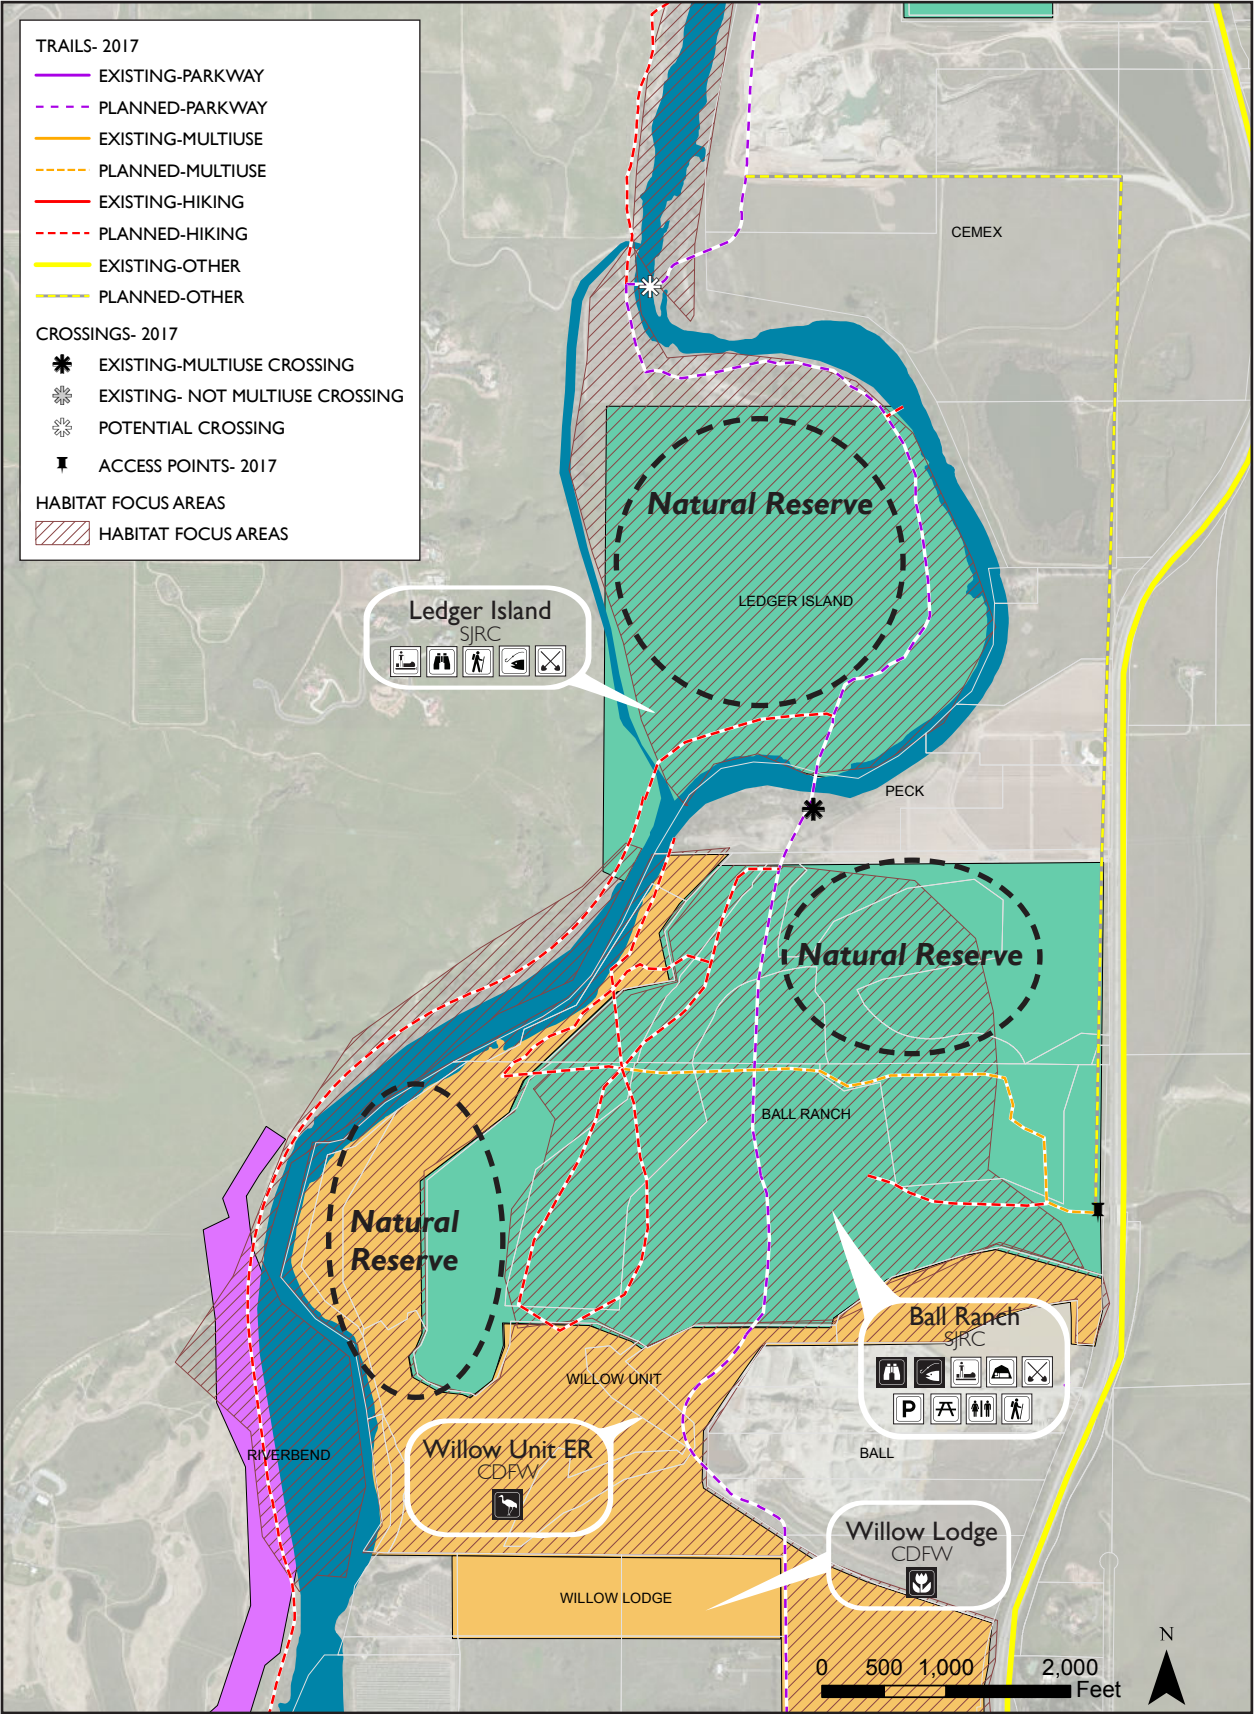 TRAILS- 2017
EXISTING-PARKWAY
PLANNED-PARKWAY
EXISTING-MULTIUSE
PLANNED-MULTIUSE
EXISTING-HIKING
PLANNED-HIKING
EXISTING-OTHER
PLANNED-OTHER
CROSSINGS- 2017
EXISTING-MULTIUSE CROSSING
EXISTING- NOT MULTIUSE CROSSING
POTENTIAL CROSSING
ACCESS POINTS- 2017
HABITAT FOCUS AREAS
HABITAT FOCUS AREAS
CEMEX
Natural Reserve
LEDGER ISLAND
Ledger Island
SJRC
PECK
Natural Reserve
BALL RANCH
Natural
Reserve
Ball Ranch
SJRC
P
WILLOW UNIT
RIVERBEND
Willow Unit ER
CDFW
BALL
Willow Lodge
CDFW
WILLOW LODGE
N
0 500 1,000 2,000
Feet